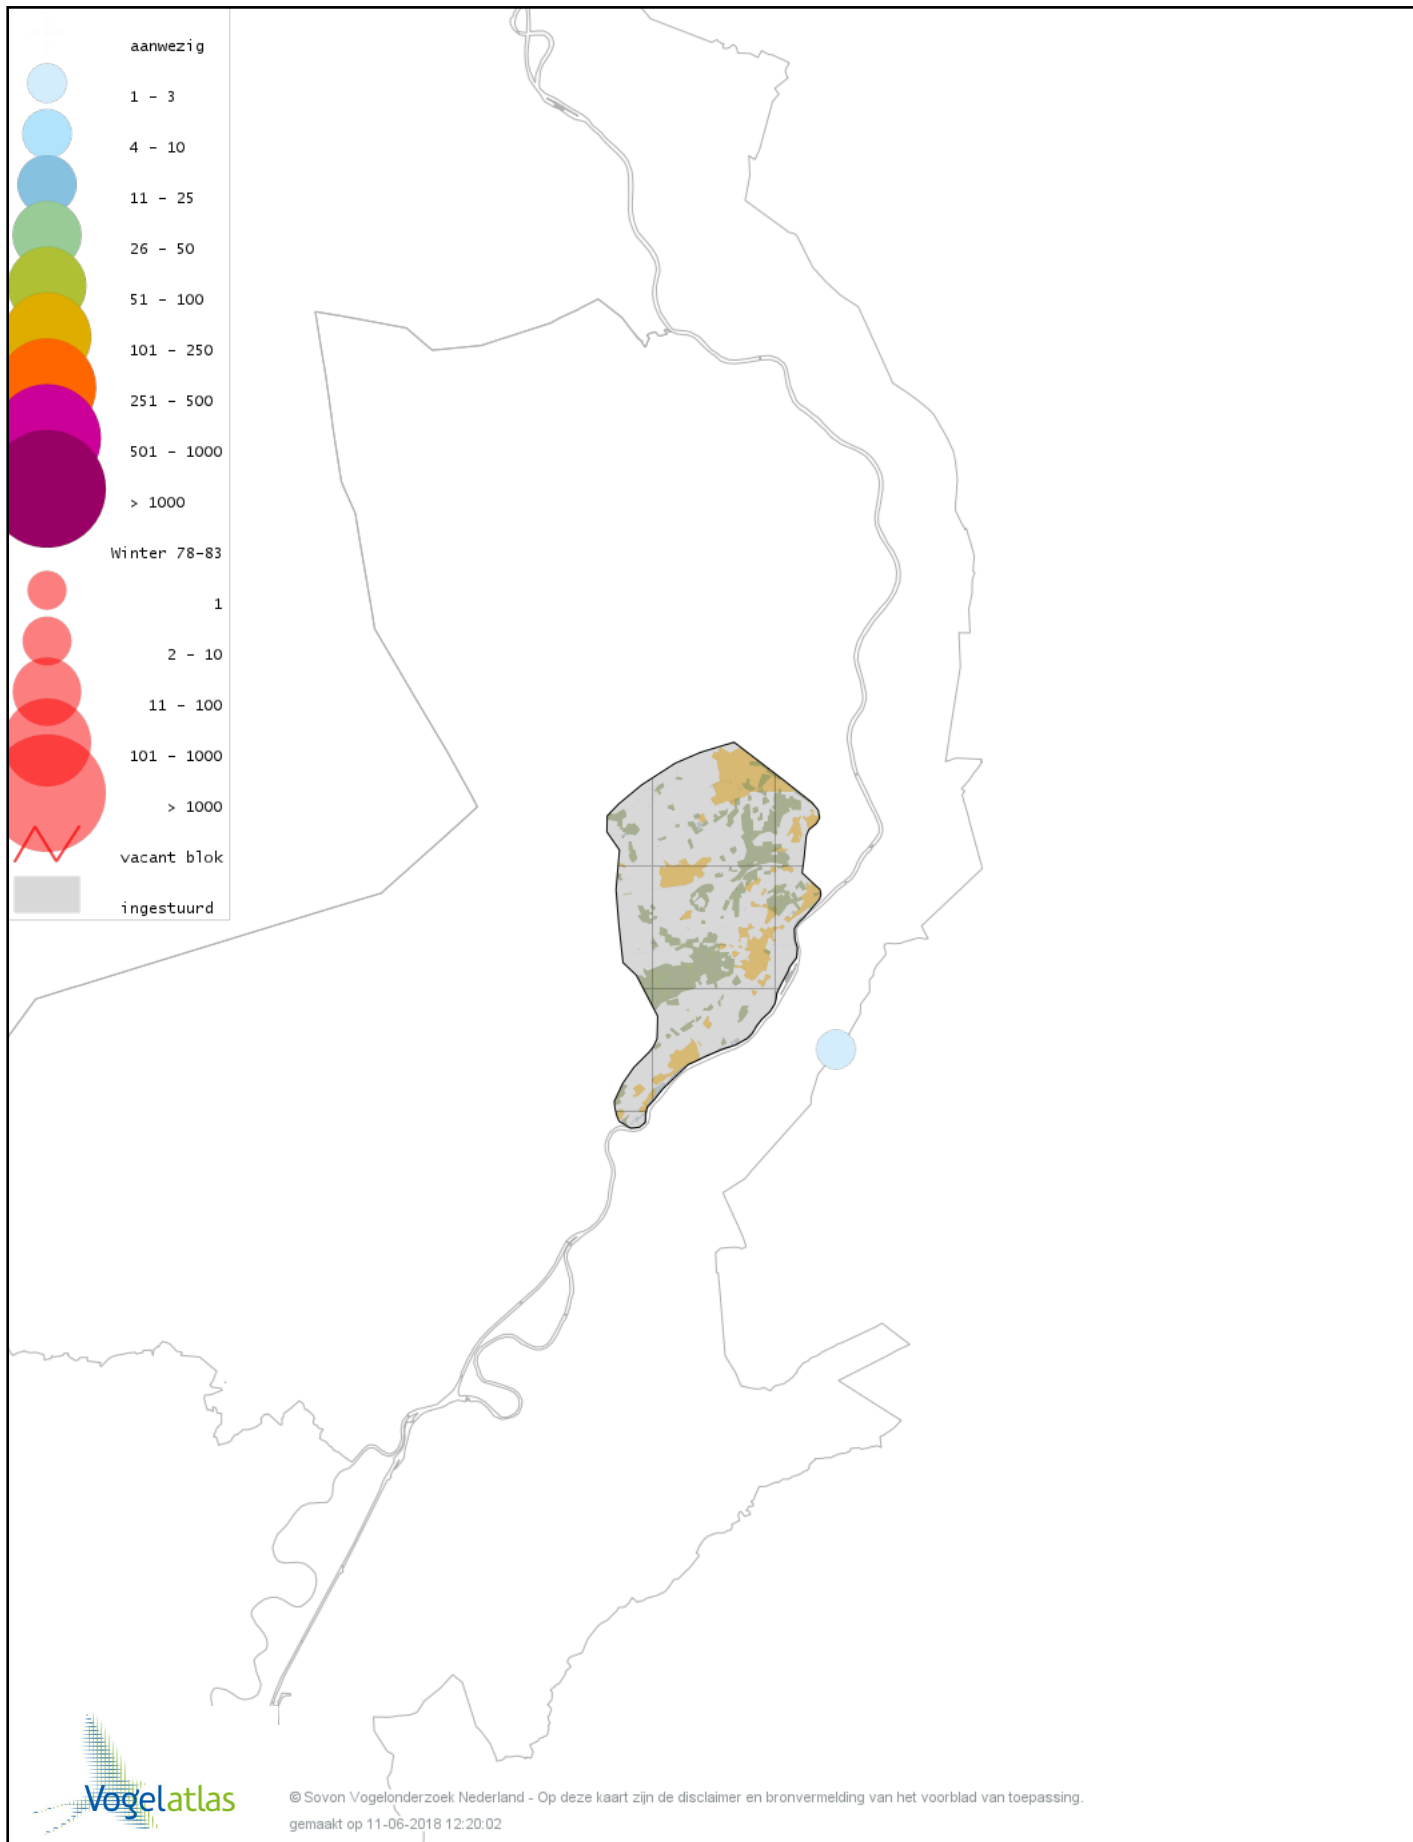 aanwezig
1 - 3
4 - 10
11 - 25
26 - 50
51 - 100
101 - 250
251 - 500
501 - 1000
> 1000
Winter 78-83
1
2 - 10
11 - 100
101 - 1000
> 1000
vacant blok
ingestuurd
Vogelatlas
© Sovon Vogelonderzoek Nederland - Op deze kaart zijn de disclaimer en bronvermelding van het voorblad van toepassing.
gemaakt op 11-06-2018 12:20:02